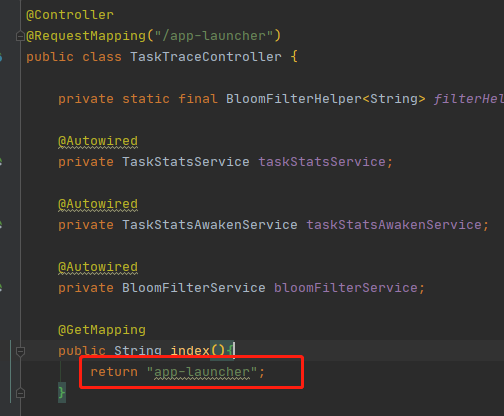 @Controller
@RequestMapping("/app-launcher")
public class TaskTraceController {
private static final BloomFilterHelper<String> filterHel
@Autowired
private TaskStatsService taskStatsService;
@Autowired
private TaskStatsAwakenService taskStatsAwakenService;
@Autowired
private BloomFilterService bloomFilterService;
@GetMapping
public String index(){
return "app-launcher";
}